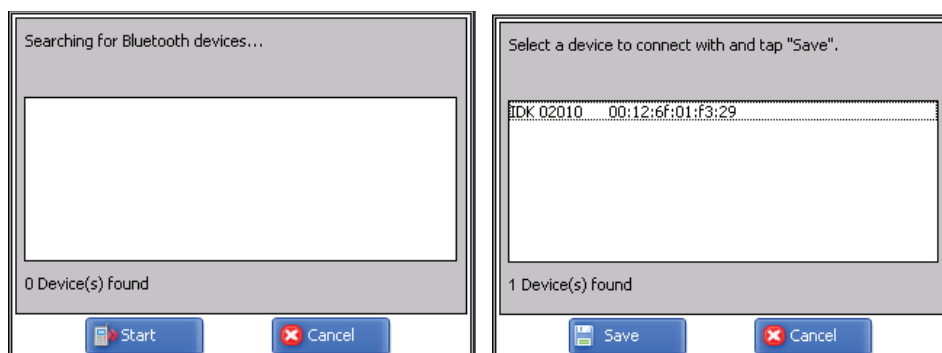 Searching for Bluetooth devices...
0 Device(s) found
Start
Cancel
Select a device to connect with and tap "Save".
IDK 02010 00:12:6f:01:f3:29
1 Device(s) found
Save
Cancel